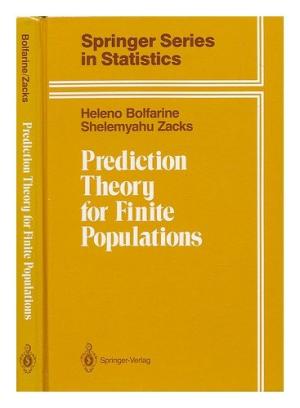 Bolfarine/Zacks
Prediction Theory for Finite Populations
Springer Series
in Statistics
Heleno Bolfarine
Shelemyahu Zacks
Prediction
Theory
for Finite
Populations
Springer-Verlag